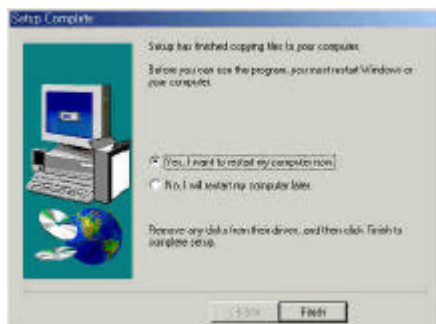 Setup Complete
Setup has finished copying files to your computer.
Before you can use the program, you must restart Windows or
your computer.
Yes, I want to restart my computer now.
No, I will restart my computer later.
Remove any disks from their drives, and then click Finish to
complete setup.
< Back
Finish